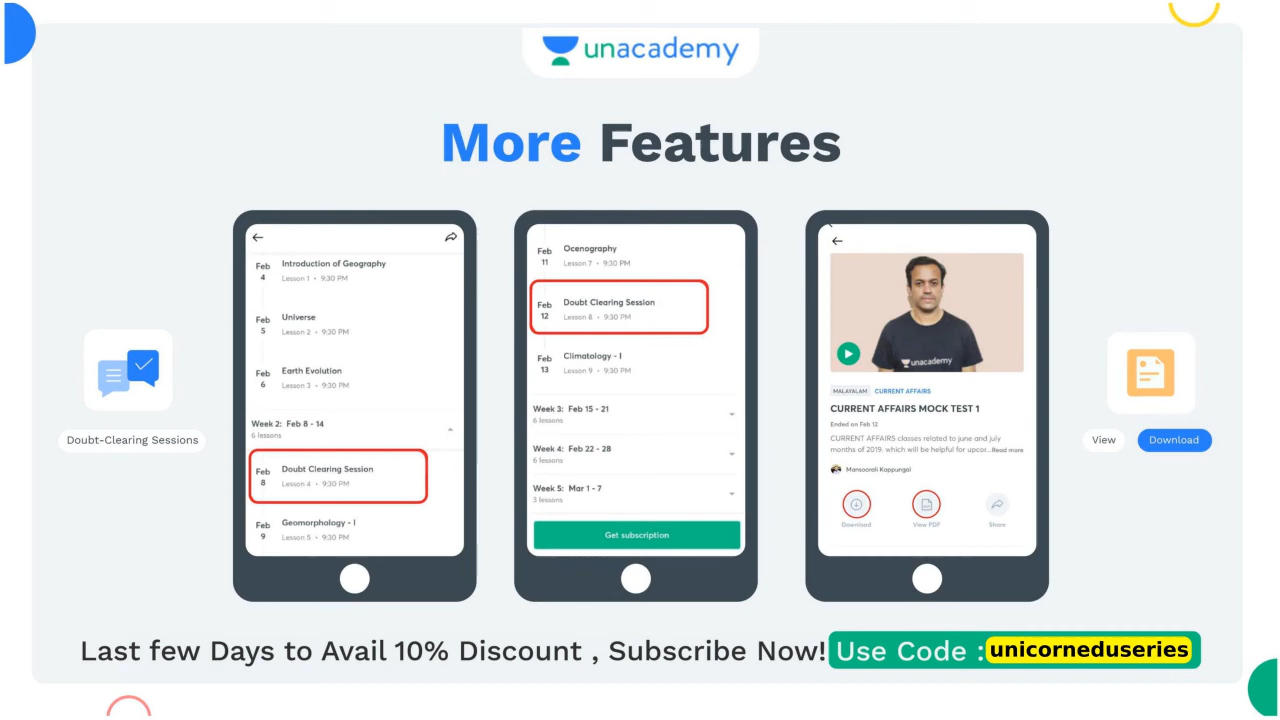 unacademy
More Features
Feb 4
Introduction of Geography
Lesson 1 • 9:30 PM
Feb 5
Universe
Lesson 2 • 9:30 PM
Feb 6
Earth Evolution
Lesson 3 • 9:30 PM
Week 2: Feb 8 - 14
6 lessons
Feb 8
Doubt Clearing Session
Lesson 4 • 9:30 PM
Feb 9
Geomorphology - I
Lesson 5 • 9:30 PM
Doubt-Clearing Sessions
Feb 11
Ocenography
Lesson 7 • 9:30 PM
Feb 12
Doubt Clearing Session
Lesson 8 • 9:30 PM
Feb 13
Climatology - I
Lesson 9 • 9:30 PM
Week 3: Feb 15 - 21
6 lessons
Week 4: Feb 22 - 28
6 lessons
Week 5: Mar 1 - 7
3 lessons
Get subscription
unacademy
MALAYALAM CURRENT AFFAIRS
CURRENT AFFAIRS MOCK TEST 1
Ended on Feb 12
CURRENT AFFAIRS classes related to june and july
months of 2019. which will be helpful for upcor...Read more
Mansoorali Kappungal
Download View PDF Share
View Download
Last few Days to Avail 10% Discount , Subscribe Now! Use Code : unicorneduseries